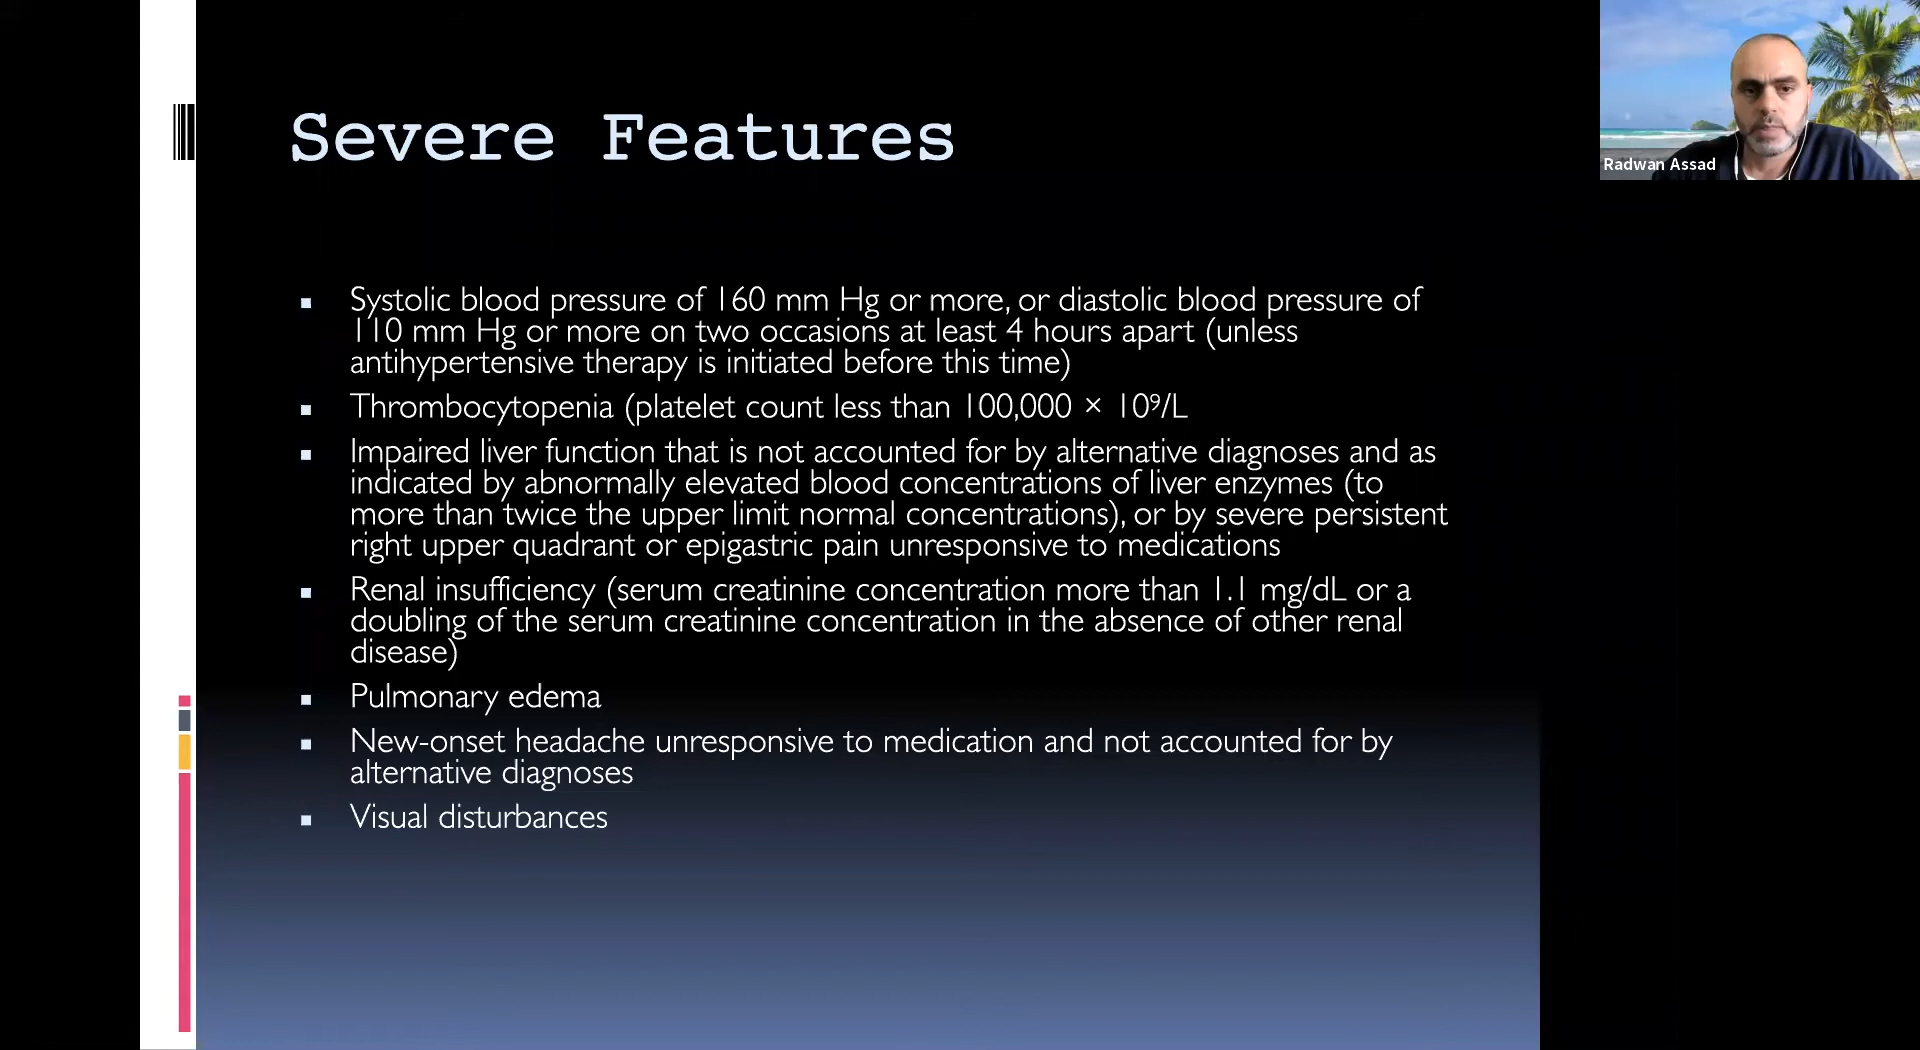 Severe Features
Systolic blood pressure of 160 mm Hg or more, or diastolic blood pressure of
110 mm Hg or more on two occasions at least 4 hours apart (unless
antihypertensive therapy is initiated before this time)
Thrombocytopenia (platelet count less than 100,000 × 10⁹/L
Impaired liver function that is not accounted for by alternative diagnoses and as
indicated by abnormally elevated blood concentrations of liver enzymes (to
more than twice the upper limit normal concentrations), or by severe persistent
right upper quadrant or epigastric pain unresponsive to medications
Renal insufficiency (serum creatinine concentration more than 1.1 mg/dL or a
doubling of the serum creatinine concentration in the absence of other renal
disease)
Pulmonary edema
New-onset headache unresponsive to medication and not accounted for by
alternative diagnoses
Visual disturbances
Radwan Assad